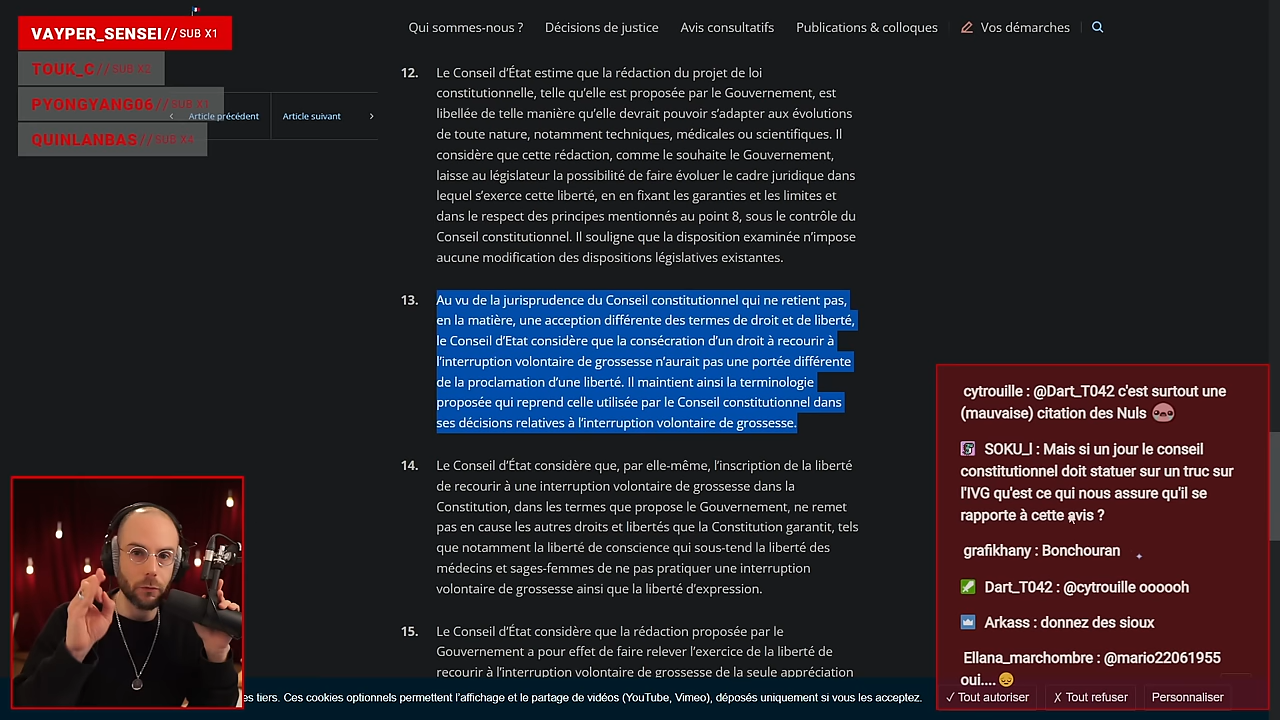 VAYPER_SENSEI// SUB X1
TOUK_C// SUB X2
PYONGYANG06// SUB X1
QUINLANBAS// SUB X4
Article précédent
Article suivant
Qui sommes-nous ?
Décisions de justice
Avis consultatifs
Publications & colloques
Vos démarches
12. Le Conseil d’État estime que la rédaction du projet de loi
constitutionnelle, telle qu’elle est proposée par le Gouvernement, est
libellée de telle manière qu’elle devrait pouvoir s’adapter aux évolutions
de toute nature, notamment techniques, médicales ou scientifiques. Il
considère que cette rédaction, comme le souhaite le Gouvernement,
laisse au législateur la possibilité de faire évoluer le cadre juridique dans
lequel s’exerce cette liberté, en en fixant les garanties et les limites et
dans le respect des principes mentionnés au point 8, sous le contrôle du
Conseil constitutionnel. Il souligne que la disposition examinée n’impose
aucune modification des dispositions législatives existantes.
13. Au vu de la jurisprudence du Conseil constitutionnel qui ne retient pas,
en la matière, une acception différente des termes de droit et de liberté,
le Conseil d’Etat considère que la consécration d’un droit à recourir à
l’interruption volontaire de grossesse n’aurait pas une portée différente
de la proclamation d’une liberté. Il maintient ainsi la terminologie
proposée qui reprend celle utilisée par le Conseil constitutionnel dans
ses décisions relatives à l’interruption volontaire de grossesse.
14. Le Conseil d’État considère que, par elle-même, l’inscription de la liberté
de recourir à une interruption volontaire de grossesse dans la
Constitution, dans les termes que propose le Gouvernement, ne remet
pas en cause les autres droits et libertés que la Constitution garantit, tels
que notamment la liberté de conscience qui sous-tend la liberté des
médecins et sages-femmes de ne pas pratiquer une interruption
volontaire de grossesse ainsi que la liberté d’expression.
15. Le Conseil d’État considère que la rédaction proposée par le
Gouvernement a pour effet de faire relever l’exercice de la liberté de
recourir à l’interruption volontaire de grossesse de la seule appréciation
cytrouille : @Dart_T042 c'est surtout une
(mauvaise) citation des Nuls
SOKU_l : Mais si un jour le conseil
constitutionnel doit statuer sur un truc sur
l'IVG qu'est ce qui nous assure qu'il se
rapporte à cette avis ?
grafikhany : Bonchouran
Dart_T042 : @cytrouille oooooh
Arkass : donnez des sioux
Ellana_marchombre : @mario22061955
oui....
es tiers. Ces cookies optionnels permettent l'affichage et le partage de vidéos (YouTube, Vimeo), déposés uniquement si vous les acceptez.
✓ Tout autoriser
✗ Tout refuser
Personnaliser